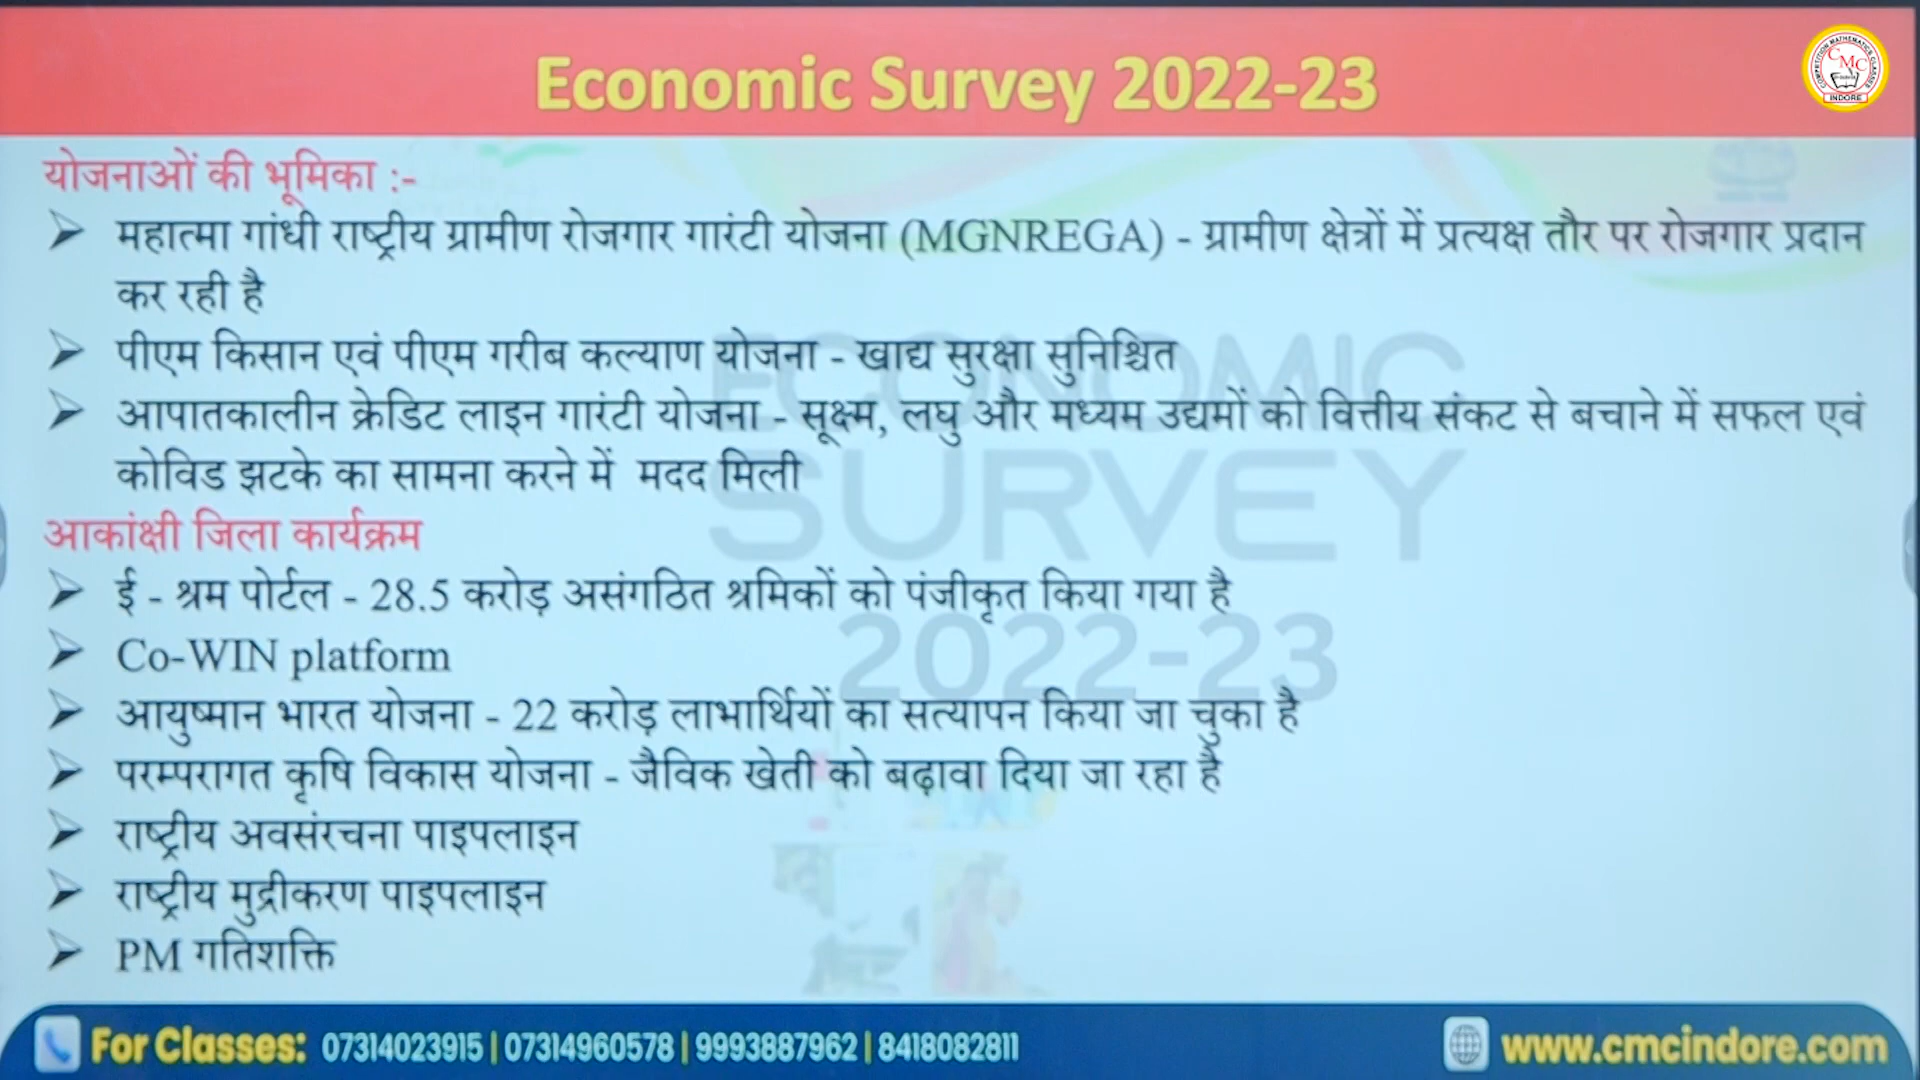 Economic Survey 2022-23
COMPETITION MATHEMATICS CLASSES
CMC
INDORE
योजनाओं की भूमिका :-
➢ महात्मा गांधी राष्ट्रीय ग्रामीण रोजगार गारंटी योजना (MGNREGA) - ग्रामीण क्षेत्रों में प्रत्यक्ष तौर पर रोजगार प्रदान
कर रही है
➢ पीएम किसान एवं पीएम गरीब कल्याण योजना - खाद्य सुरक्षा सुनिश्चित
➢ आपातकालीन क्रेडिट लाइन गारंटी योजना - सूक्ष्म, लघु और मध्यम उद्यमों को वित्तीय संकट से बचाने में सफल एवं
कोविड झटके का सामना करने में मदद मिली
आकांक्षी जिला कार्यक्रम
➢ ई - श्रम पोर्टल - 28.5 करोड़ असंगठित श्रमिकों को पंजीकृत किया गया है
➢ Co-WIN platform
➢ आयुष्मान भारत योजना - 22 करोड़ लाभार्थियों का सत्यापन किया जा चुका है
➢ परम्परागत कृषि विकास योजना - जैविक खेती को बढ़ावा दिया जा रहा है
➢ राष्ट्रीय अवसंरचना पाइपलाइन
➢ राष्ट्रीय मुद्रीकरण पाइपलाइन
➢ PM गतिशक्ति
ECONOMIC
SURVEY
2022-23
For Classes: 07314023915 | 07314960578 | 9993887962 | 8418082811
www.cmcindore.com